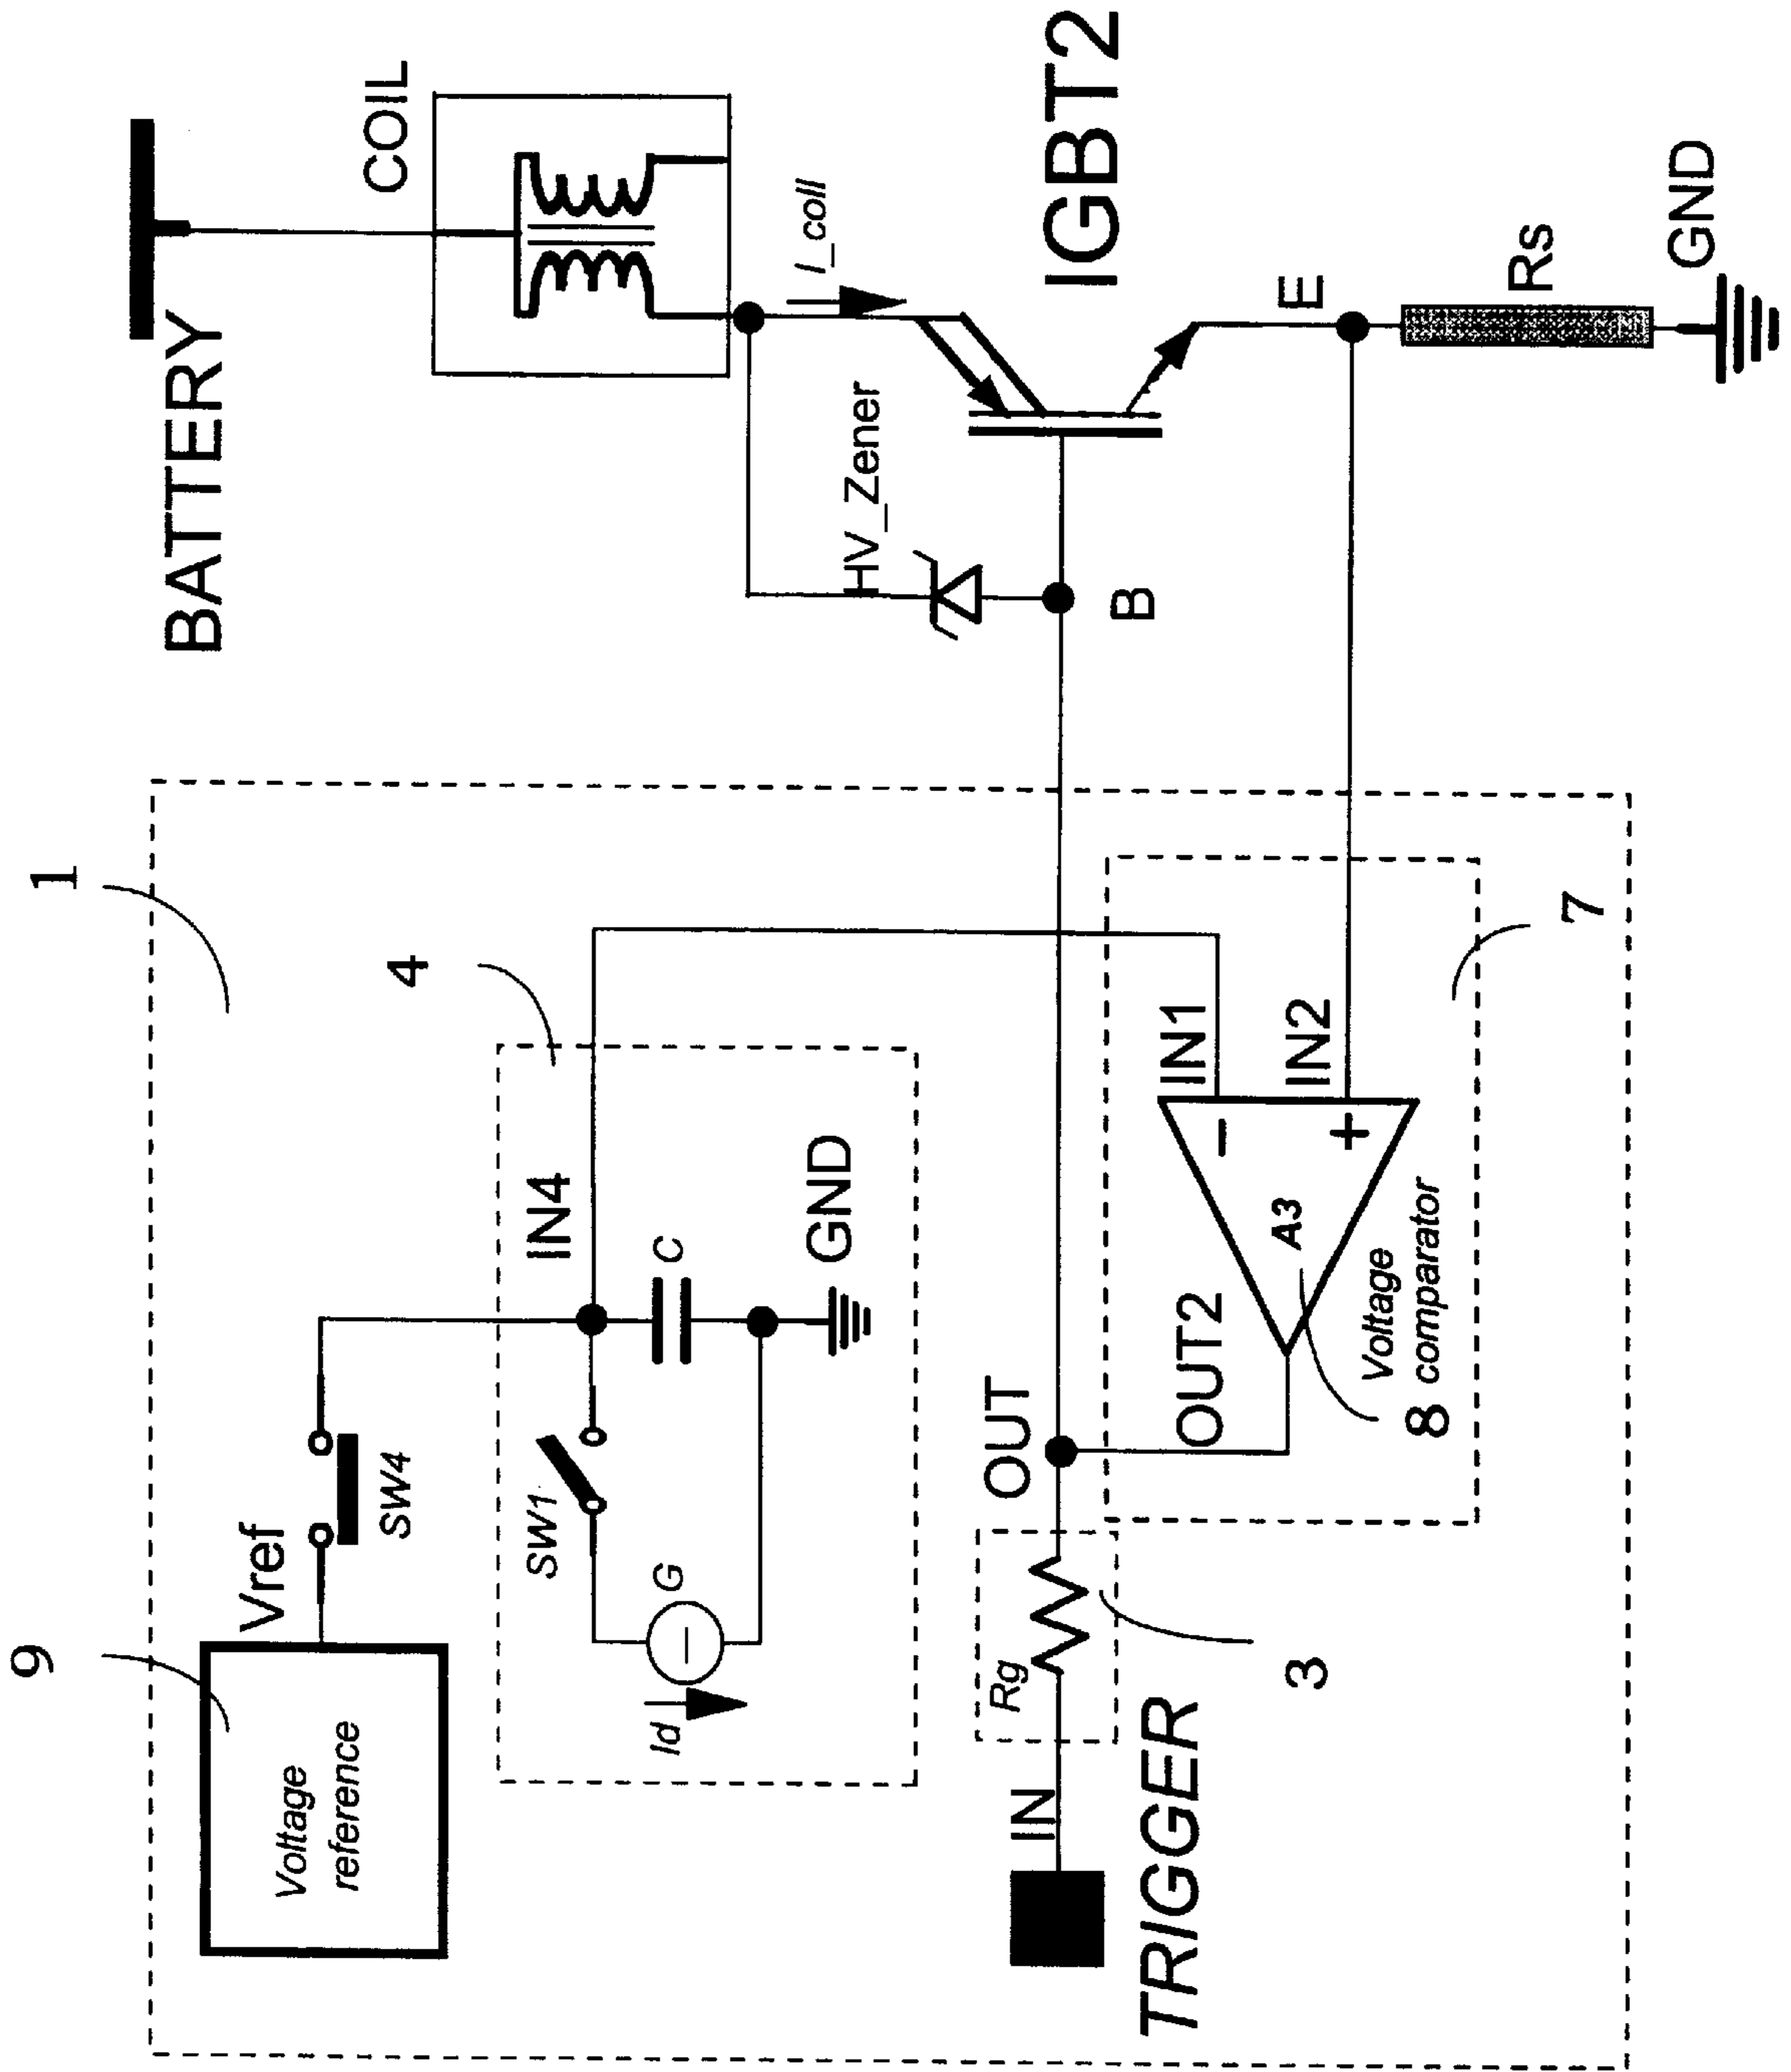 BATTERY
COIL
I_coll
HV_Zener
IGBT2
B
E
Rs
GND
1
9
Voltage
reference
Vref
SW4
4
IN4
SW1
G
Id
C
GND
TRIGGER
IN
Rg
3
OUT
OUT2
IN1
IN2
−
+
A3
Voltage
comparator
8
7